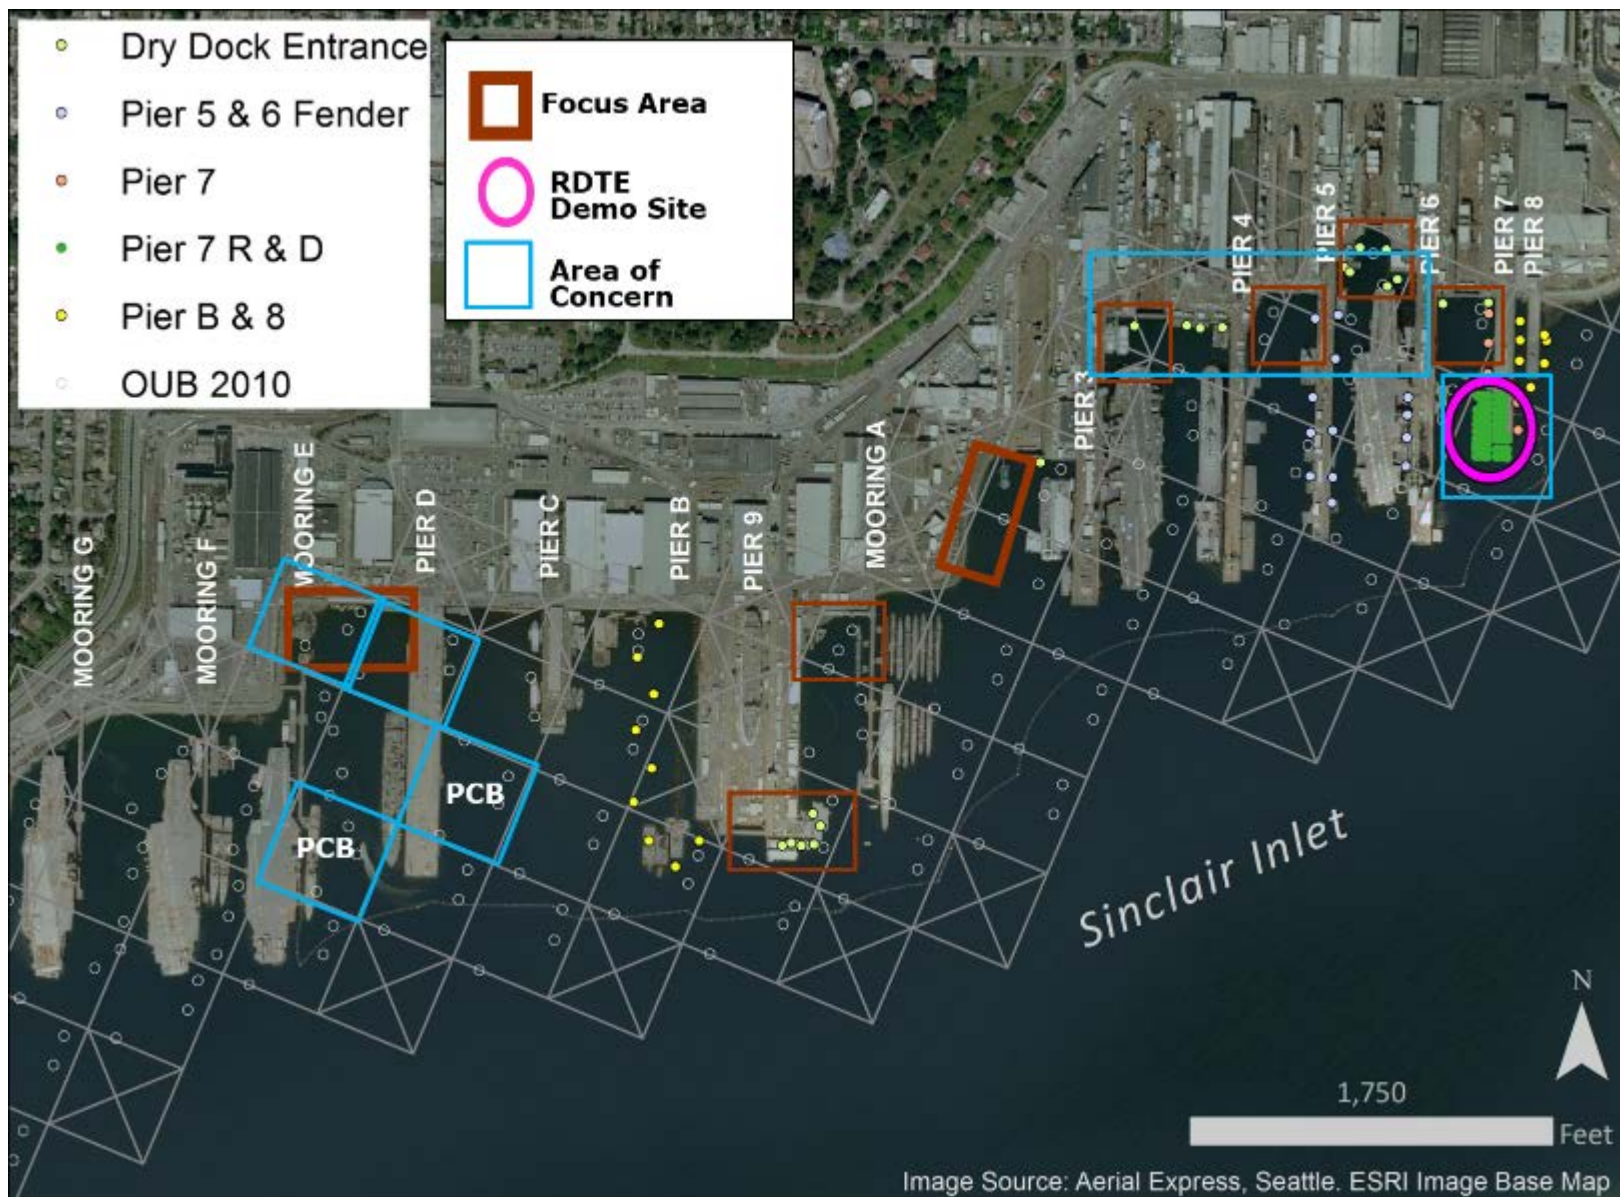 Dry Dock Entrance
Pier 5 & 6 Fender
Pier 7
Pier 7 R & D
Pier B & 8
OUB 2010
Focus Area
RDTE
Demo Site
Area of
Concern
MOORING G
MOORING F
MOORING E
PIER D
PIER C
PIER B
PIER 9
MOORING A
PIER 3
PIER 4
PIER 5
PIER 6
PIER 7
PIER 8
PCB
PCB
Sinclair Inlet
N
1,750
Feet
Image Source: Aerial Express, Seattle. ESRI Image Base Map